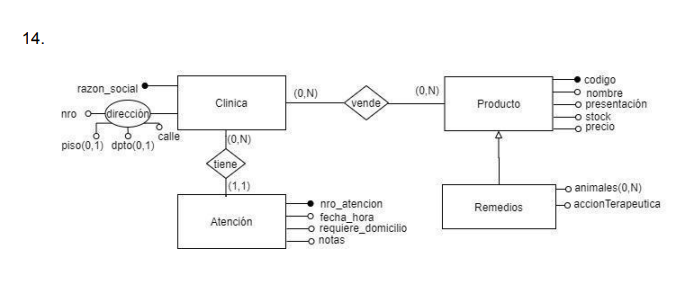 14.
razon_social
nro
dirección
piso(0,1)
dpto(0,1)
calle
Clinica
(0,N)
vende
(0,N)
Producto
codigo
nombre
presentación
stock
precio
(0,N)
tiene
(1,1)
Atención
nro_atencion
fecha_hora
requiere_domicilio
notas
Remedios
animales(0,N)
accionTerapeutica